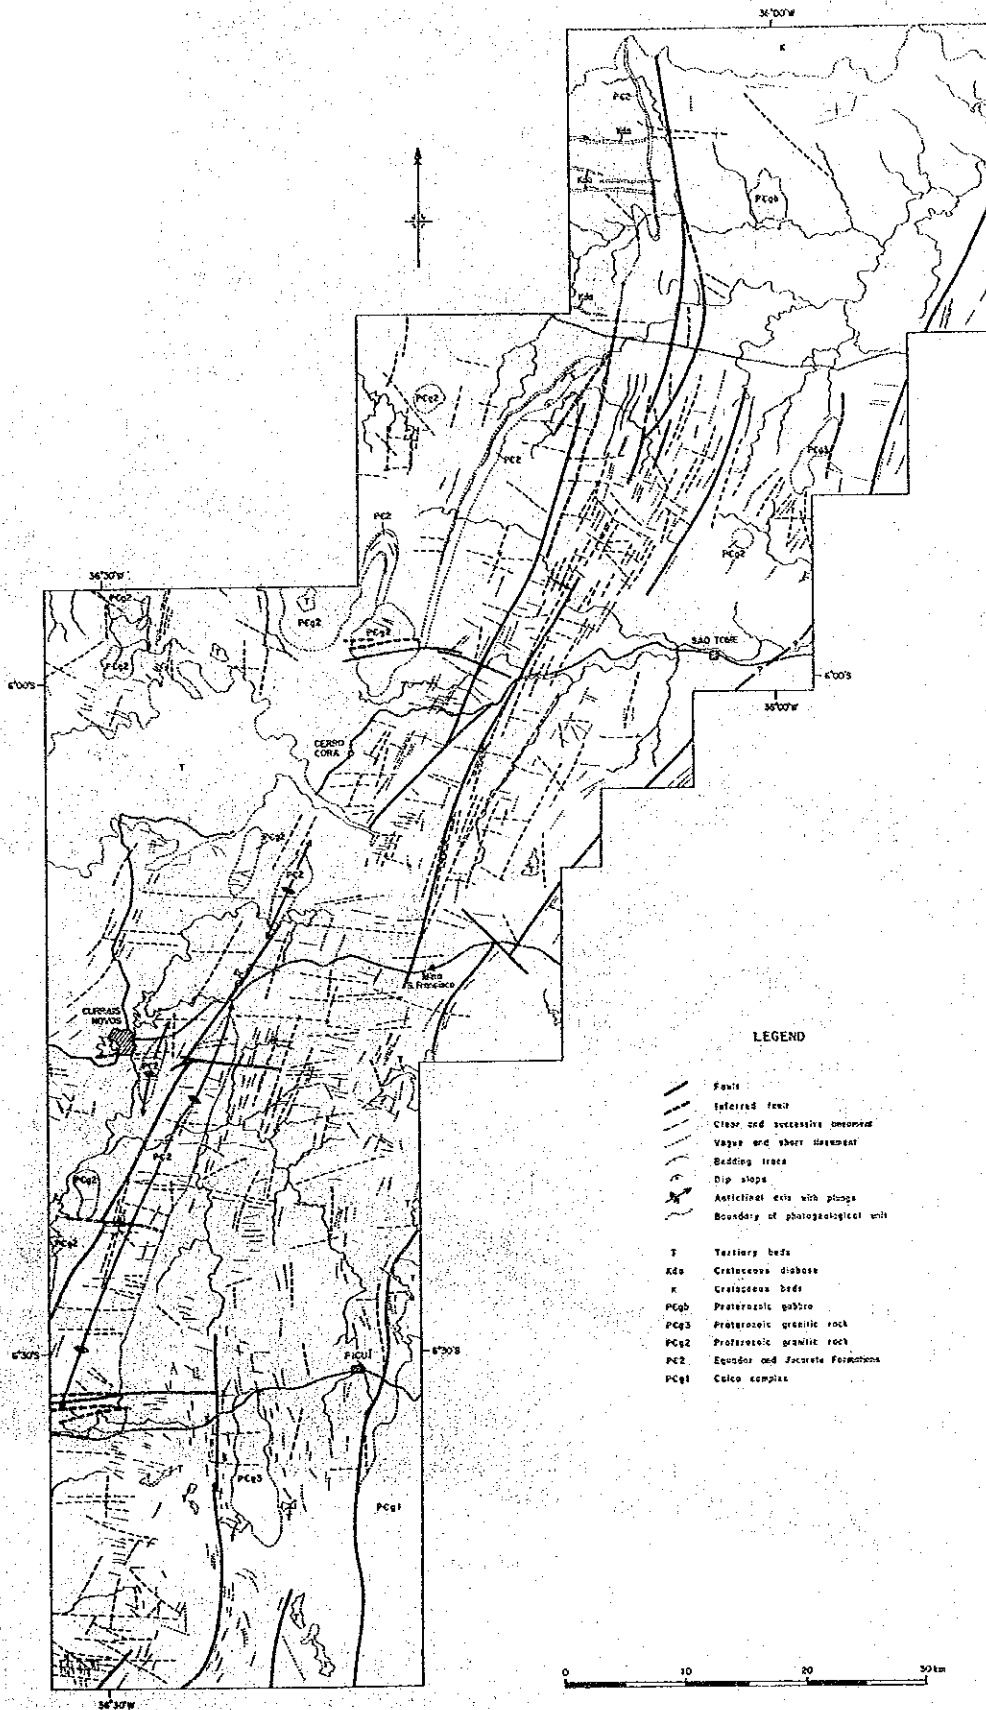 36°00'W
K
PC2
Kda
Kda
PCgb
Kda
PCg2
PC2
PCg3
PC2
PCg2
36°30'W
PCg2
T
PCg2
PCg2
PCg2
SAO TOME
6°00'S
6°00'S
36°00'W
CERRO
CORA
T
PCg2
PC2
Mina
S. Francisco
CURRAIS
NOVOS
PC2
PCg2
PCg2
6°30'S
PICUI
6°30'S
PCg3
PCg1
36°30'W
LEGEND
Fault
Inferred fault
Clear and successive lineament
Vague and short lineament
Bedding trace
Dip slope
Anticlinal axis with plunge
Boundary of photogeological unit
T Tertiary beds
Kda Cretaceous diabase
K Cretaceous beds
PCgb Proterozoic gabbro
PCg3 Proterozoic granitic rock
PCg2 Proterozoic granitic rock
PC2 Equador and Jucurutu Formations
PCg1 Caico complex
0 10 20 30 km